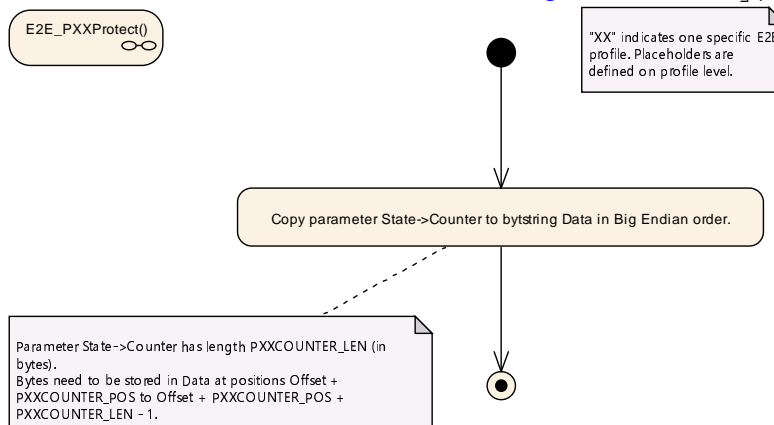 E2E_PXXProtect()
"XX" indicates one specific E2E
profile. Placeholders are
defined on profile level.
Copy parameter State->Counter to bytstring Data in Big Endian order.
Parameter State->Counter has length PXXCOUNTER_LEN (in
bytes).
Bytes need to be stored in Data at positions Offset +
PXXCOUNTER_POS to Offset + PXXCOUNTER_POS +
PXXCOUNTER_LEN - 1.